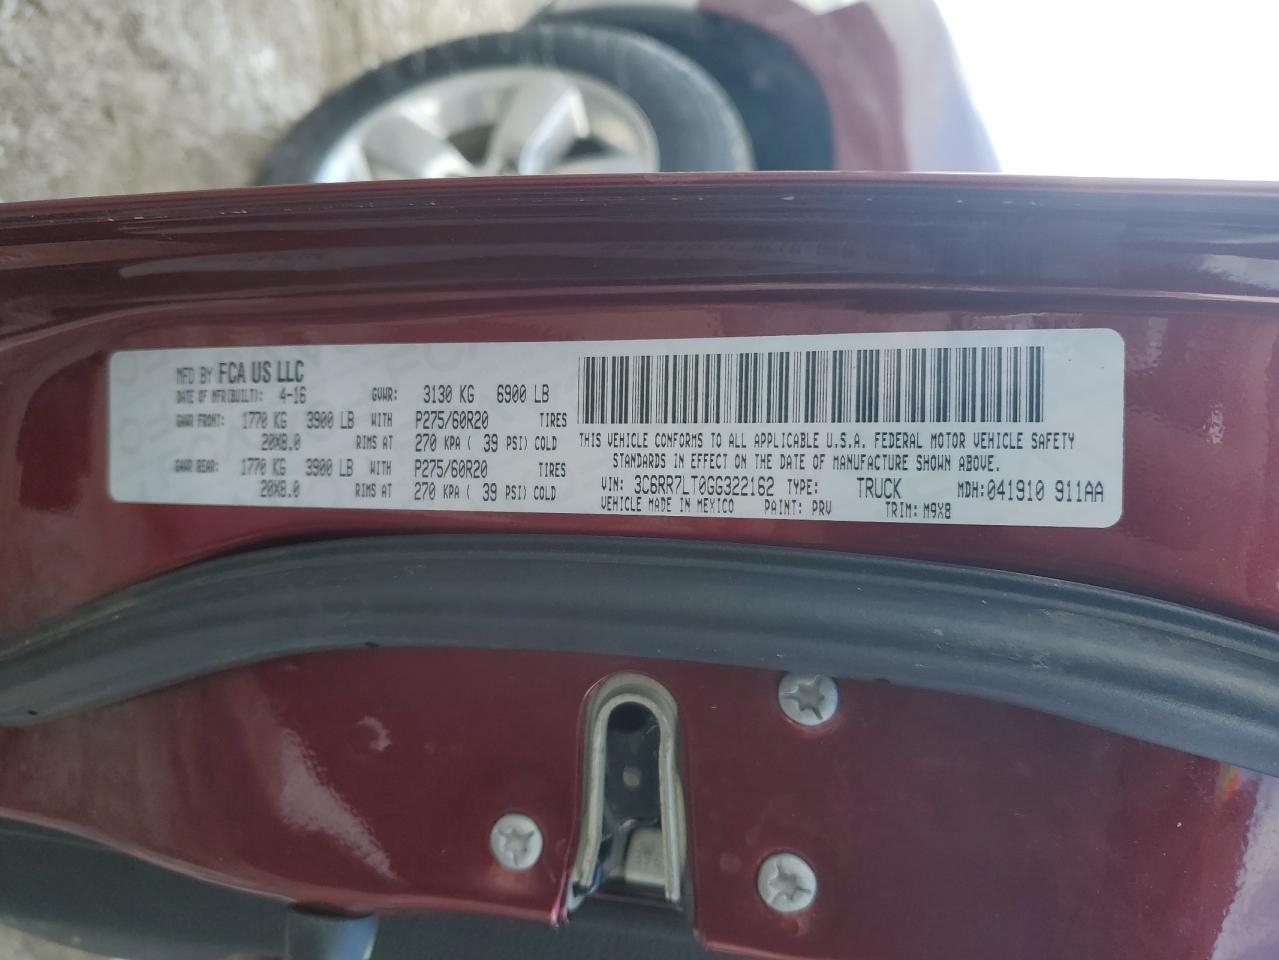 MFD BY FCA US LLC
DATE OF MFR(BUILT): 4-16 GVWR: 3130 KG 6900 LB
GAWR FRONT: 1770 KG 3900 LB WITH P275/60R20 TIRES
20X8.0 RIMS AT 270 KPA ( 39 PSI) COLD
GAWR REAR: 1770 KG 3900 LB WITH P275/60R20 TIRES
20X8.0 RIMS AT 270 KPA ( 39 PSI) COLD
THIS VEHICLE CONFORMS TO ALL APPLICABLE U.S.A. FEDERAL MOTOR VEHICLE SAFETY
STANDARDS IN EFFECT ON THE DATE OF MANUFACTURE SHOWN ABOVE.
VIN: 3C6RR7LT0GG322162 TYPE: TRUCK MDH:041910 911AA
VEHICLE MADE IN MEXICO PAINT: PRV TRIM: M9X8